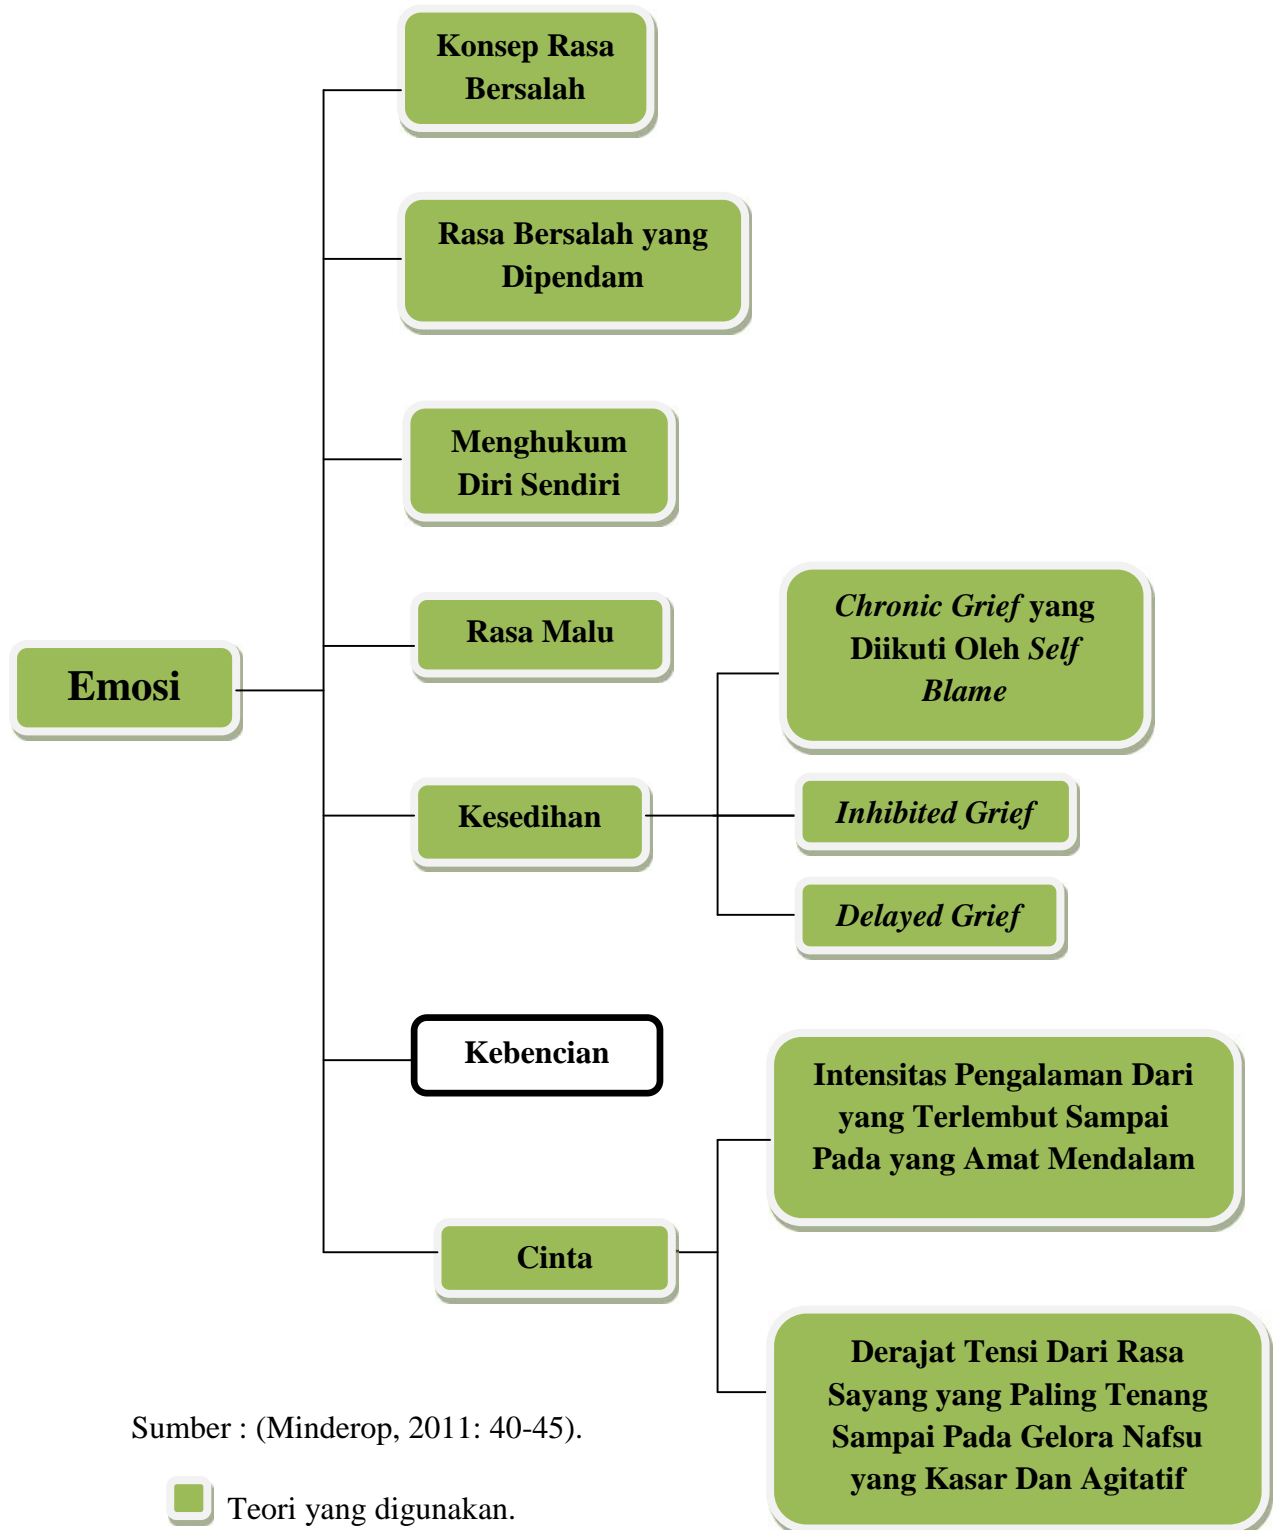 Konsep Rasa
Bersalah
Rasa Bersalah yang
Dipendam
Menghukum
Diri Sendiri
Rasa Malu
Emosi
Chronic Grief yang
Diikuti Oleh Self
Blame
Kesedihan
Inhibited Grief
Delayed Grief
Kebencian
Intensitas Pengalaman Dari
yang Terlembut Sampai
Pada yang Amat Mendalam
Cinta
Derajat Tensi Dari Rasa
Sayang yang Paling Tenang
Sampai Pada Gelora Nafsu
yang Kasar Dan Agitatif
Sumber : (Minderop, 2011: 40-45).
Teori yang digunakan.